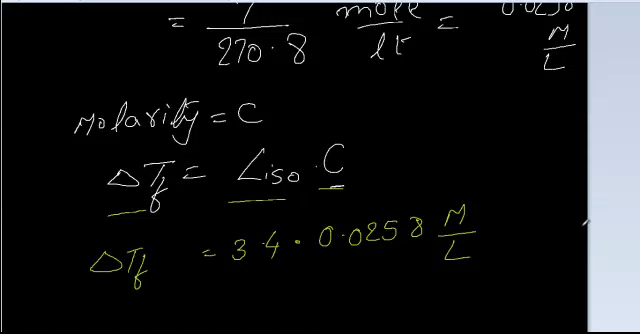 = 7 / 270.8 mole / lt = 0.0258 M / L
Molarity = C
ΔTf = Liso . C
ΔTf = 3.4 . 0.0258 M / L